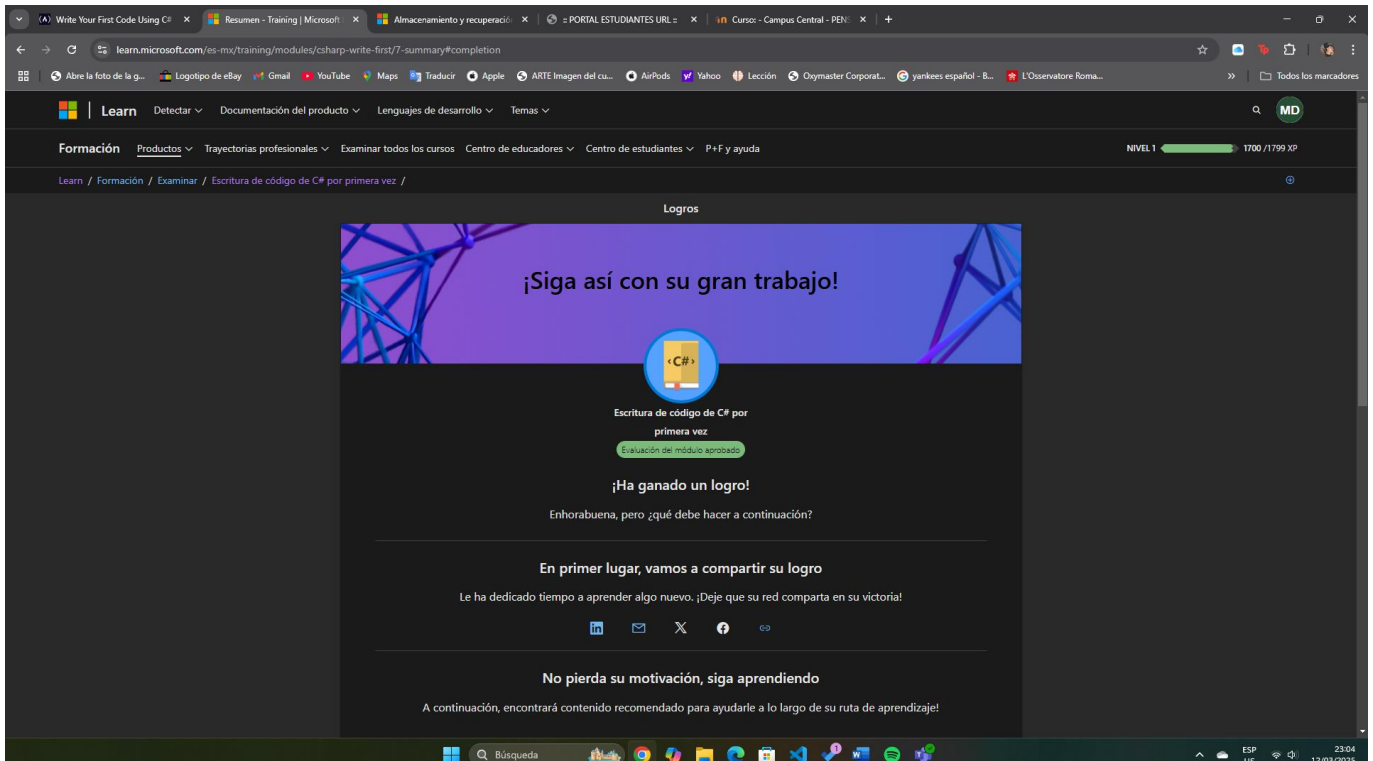 Write Your First Code Using C#
Resumen - Training | Microsoft
Almacenamiento y recuperació
:: PORTAL ESTUDIANTES URL ::
Curso: - Campus Central - PENS
learn.microsoft.com/es-mx/training/modules/csharp-write-first/7-summary#completion
Abre la foto de la g...
Logotipo de eBay
Gmail
YouTube
Maps
Traducir
Apple
ARTE Imagen del cu...
AirPods
Yahoo
Lección
Oxymaster Corporat...
yankees español - B...
L'Osservatore Roma...
»
Todos los marcadores
Learn
Detectar
Documentación del producto
Lenguajes de desarrollo
Temas
MD
Formación
Productos
Trayectorias profesionales
Examinar todos los cursos
Centro de educadores
Centro de estudiantes
P+F y ayuda
NIVEL 1
1700 /1799 XP
Learn / Formación / Examinar / Escritura de código de C# por primera vez /
Logros
¡Siga así con su gran trabajo!
‹C#›
Escritura de código de C# por
primera vez
Evaluación del módulo aprobado
¡Ha ganado un logro!
Enhorabuena, pero ¿qué debe hacer a continuación?
En primer lugar, vamos a compartir su logro
Le ha dedicado tiempo a aprender algo nuevo. ¡Deje que su red comparta en su victoria!
No pierda su motivación, siga aprendiendo
A continuación, encontrará contenido recomendado para ayudarle a lo largo de su ruta de aprendizaje!
Búsqueda
ESP
23:04
12/03/2025